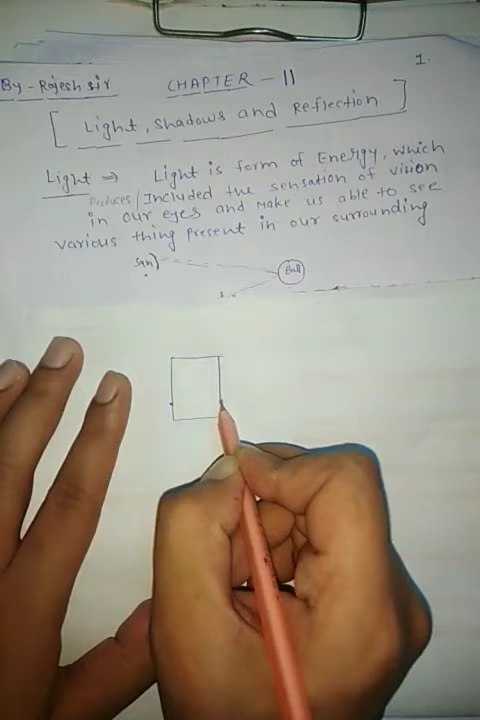 1.
By - Rajesh sir CHAPTER - 11
[ Light, Shadows and Reflection ]
Light ⇒ Light is form of Energy, which
Produces/Included the sensation of vision
in our eyes and make us able to see
various thing present in our surrounding
Sun
Ball